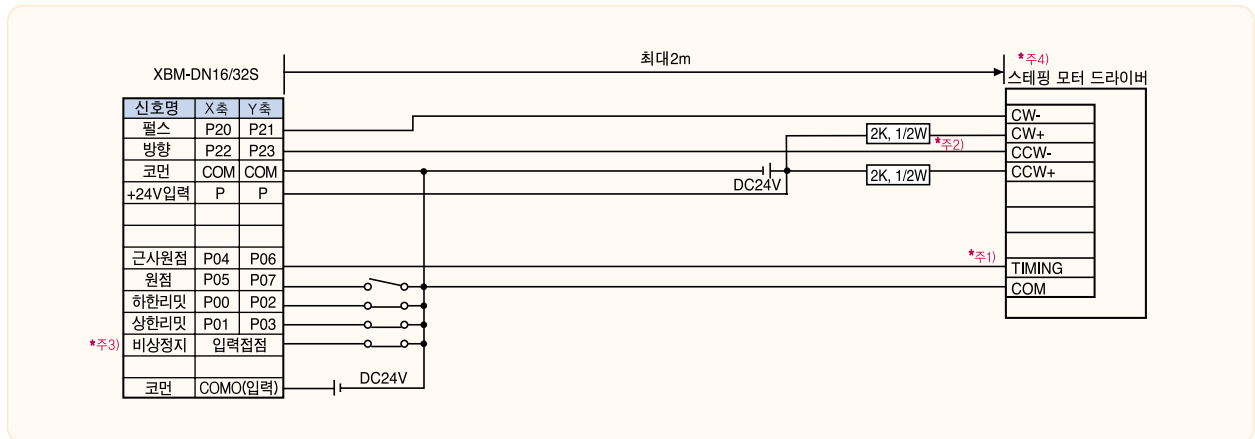 최대2m
*주4)
XBM-DN16/32S
스테핑 모터 드라이버
신호명 X축 Y축
펄스 P20 P21
방향 P22 P23
코먼 COM COM
+24V입력 P P
근사원점 P04 P06
원점 P05 P07
하한리밋 P00 P02
상한리밋 P01 P03
*주3) 비상정지 입력접점
코먼 COMO(입력)
DC24V
DC24V
2K, 1/2W
*주2)
2K, 1/2W
*주1)
CW-
CW+
CCW-
CCW+
TIMING
COM